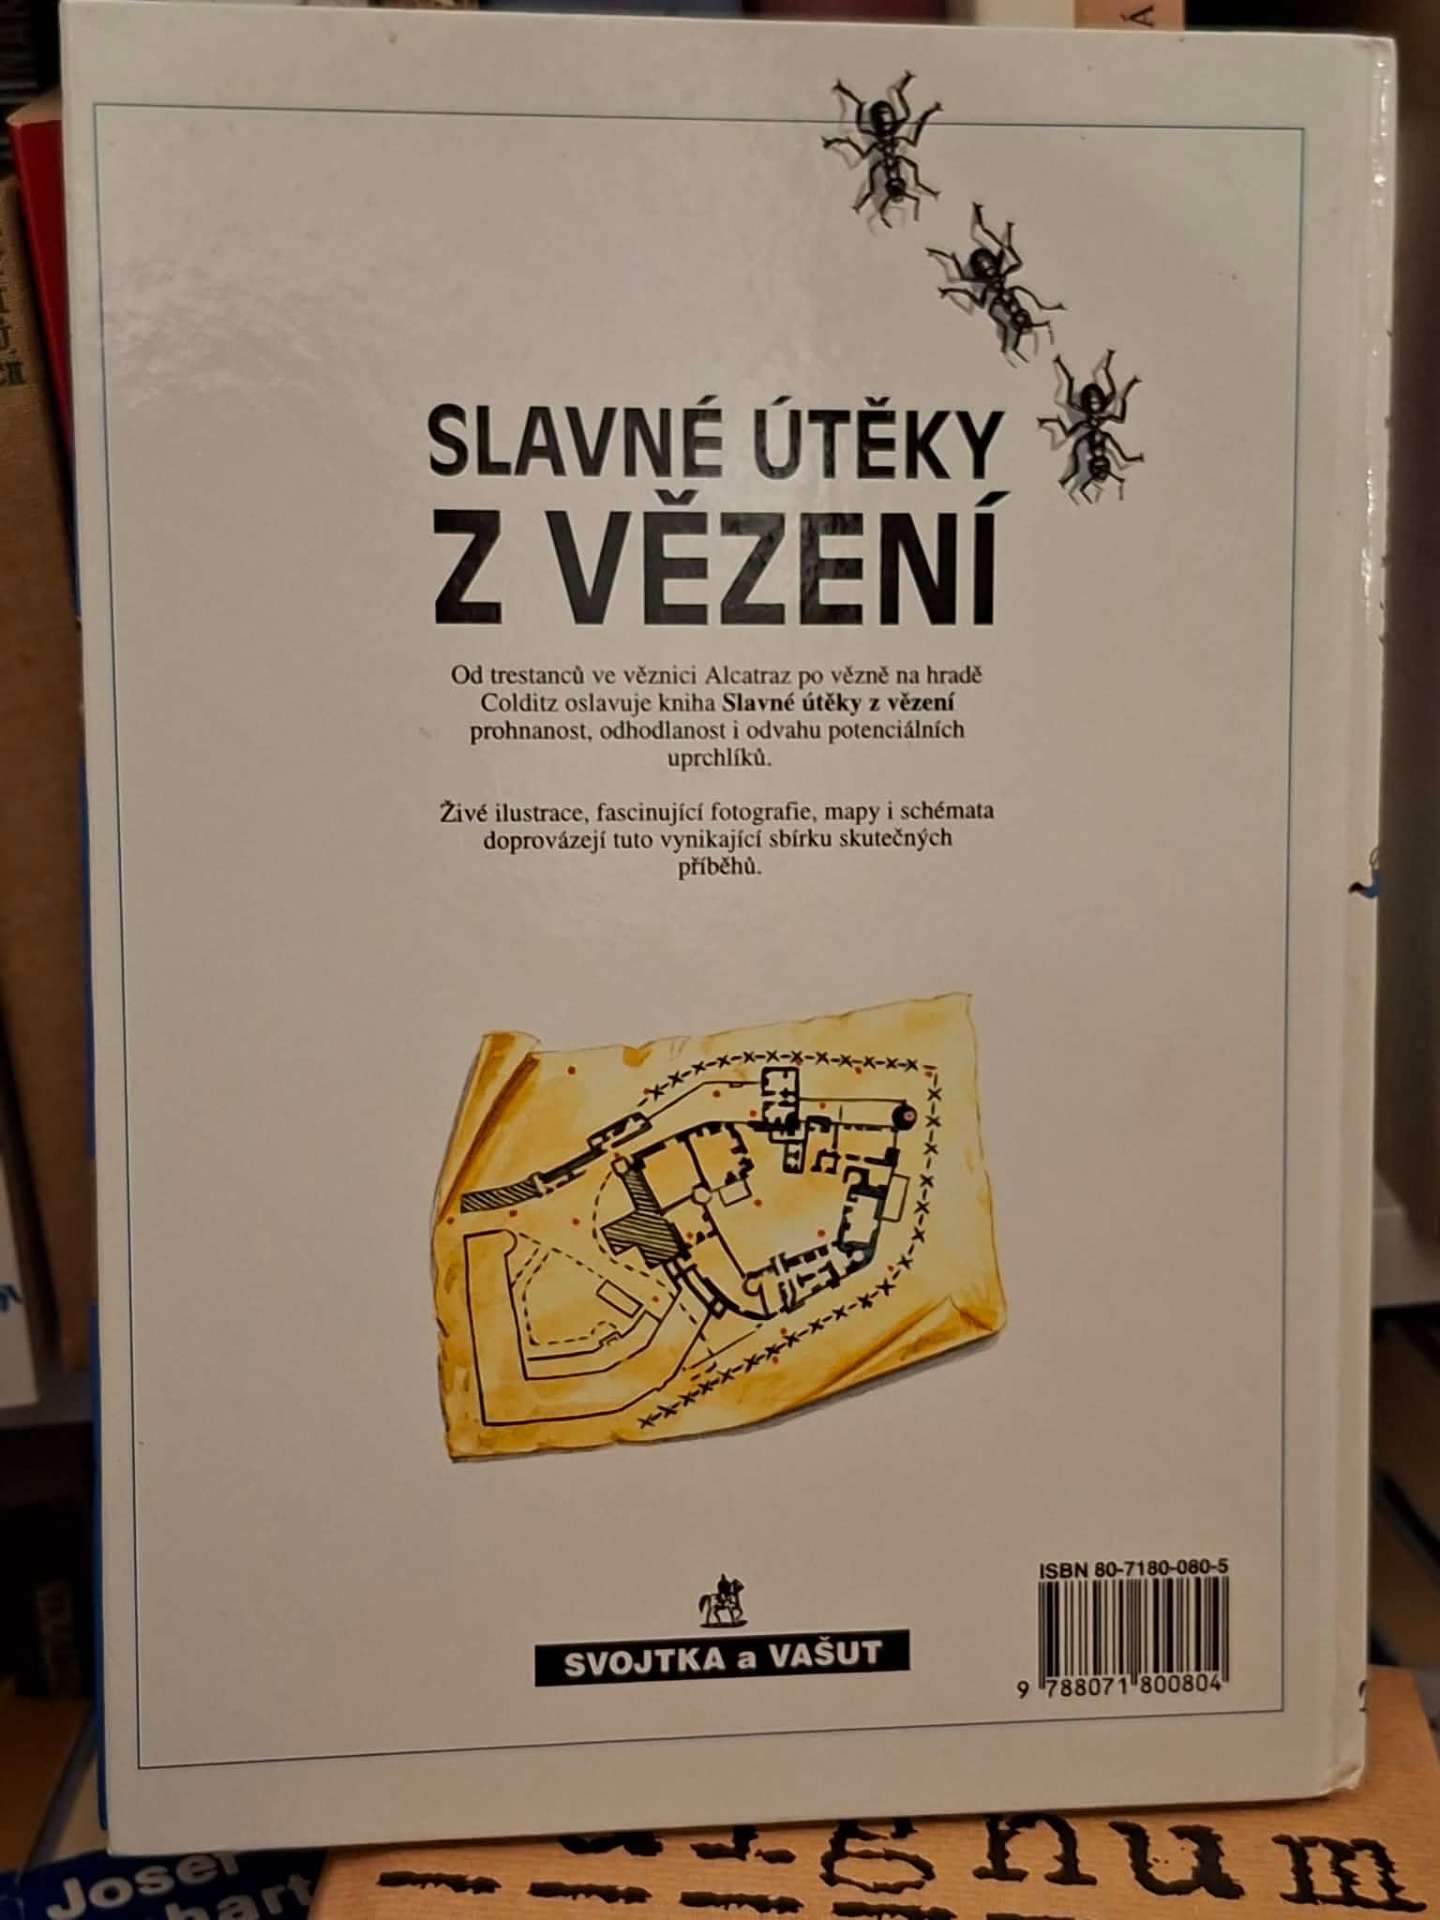 Á
SLAVNÉ ÚTĚKY
Z VĚZENÍ
Od trestanců ve věznici Alcatraz po vězně na hradě
Colditz oslavuje kniha Slavné útěky z vězení
prohnanost, odhodlanost i odvahu potenciálních
uprchlíků.
Živé ilustrace, fascinující fotografie, mapy i schémata
doprovázejí tuto vynikající sbírku skutečných
příběhů.
ISBN 80-7180-080-5
SVOJTKA a VAŠUT
9 788071 800804
Josef